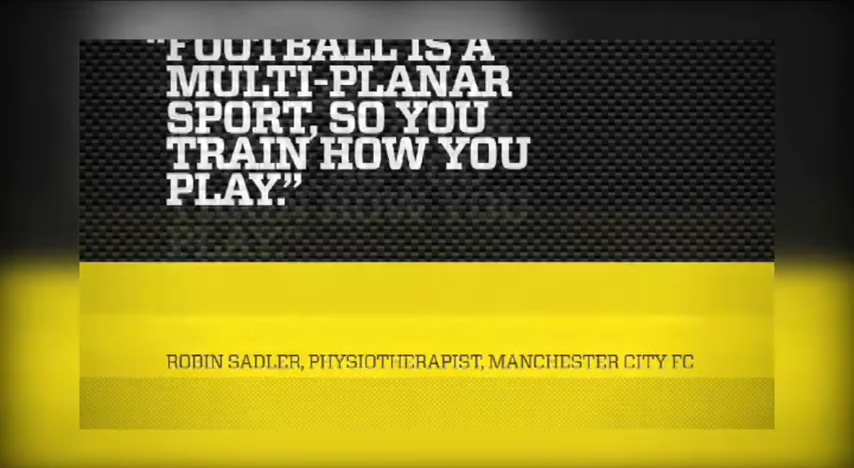 “FOOTBALL IS A
MULTI-PLANAR
SPORT, SO YOU
TRAIN HOW YOU
PLAY.”
ROBIN SADLER, PHYSIOTHERAPIST, MANCHESTER CITY FC